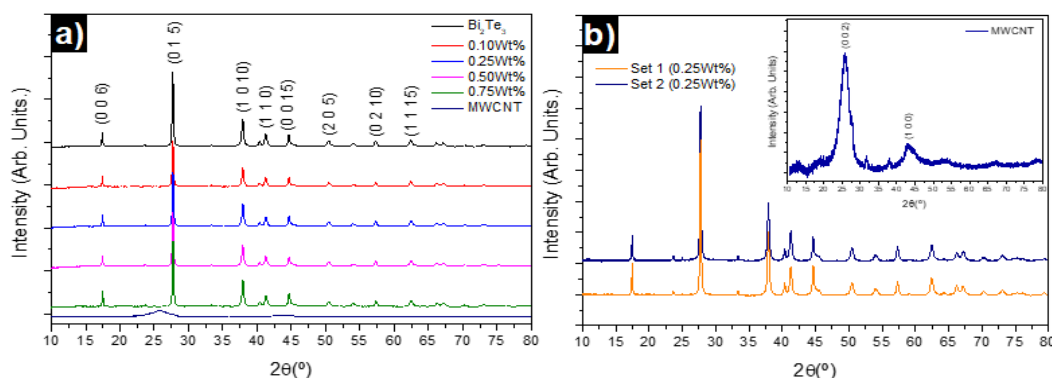 a)
Bi₂Te₃
0.10Wt%
0.25Wt%
0.50Wt%
0.75Wt%
MWCNT
(0 0 6)
(0 1 5)
(1 0 10)
(1 1 0)
(0 0 15)
(2 0 5)
(0 2 10)
(1 1 15)
Intensity (Arb. Units.)
10 15 20 25 30 35 40 45 50 55 60 65 70 75 80
2θ(º)
b)
Set 1 (0.25Wt%)
Set 2 (0.25Wt%)
Intensity (Arb. Units.)
10 15 20 25 30 35 40 45 50 55 60 65 70 75 80
2θ(º)
MWCNT
(0 0 2)
(1 0 0)
Intensity (Arb. Units.)
10 15 20 25 30 35 40 45 50 55 60 65 70 75 80
2θ(º)